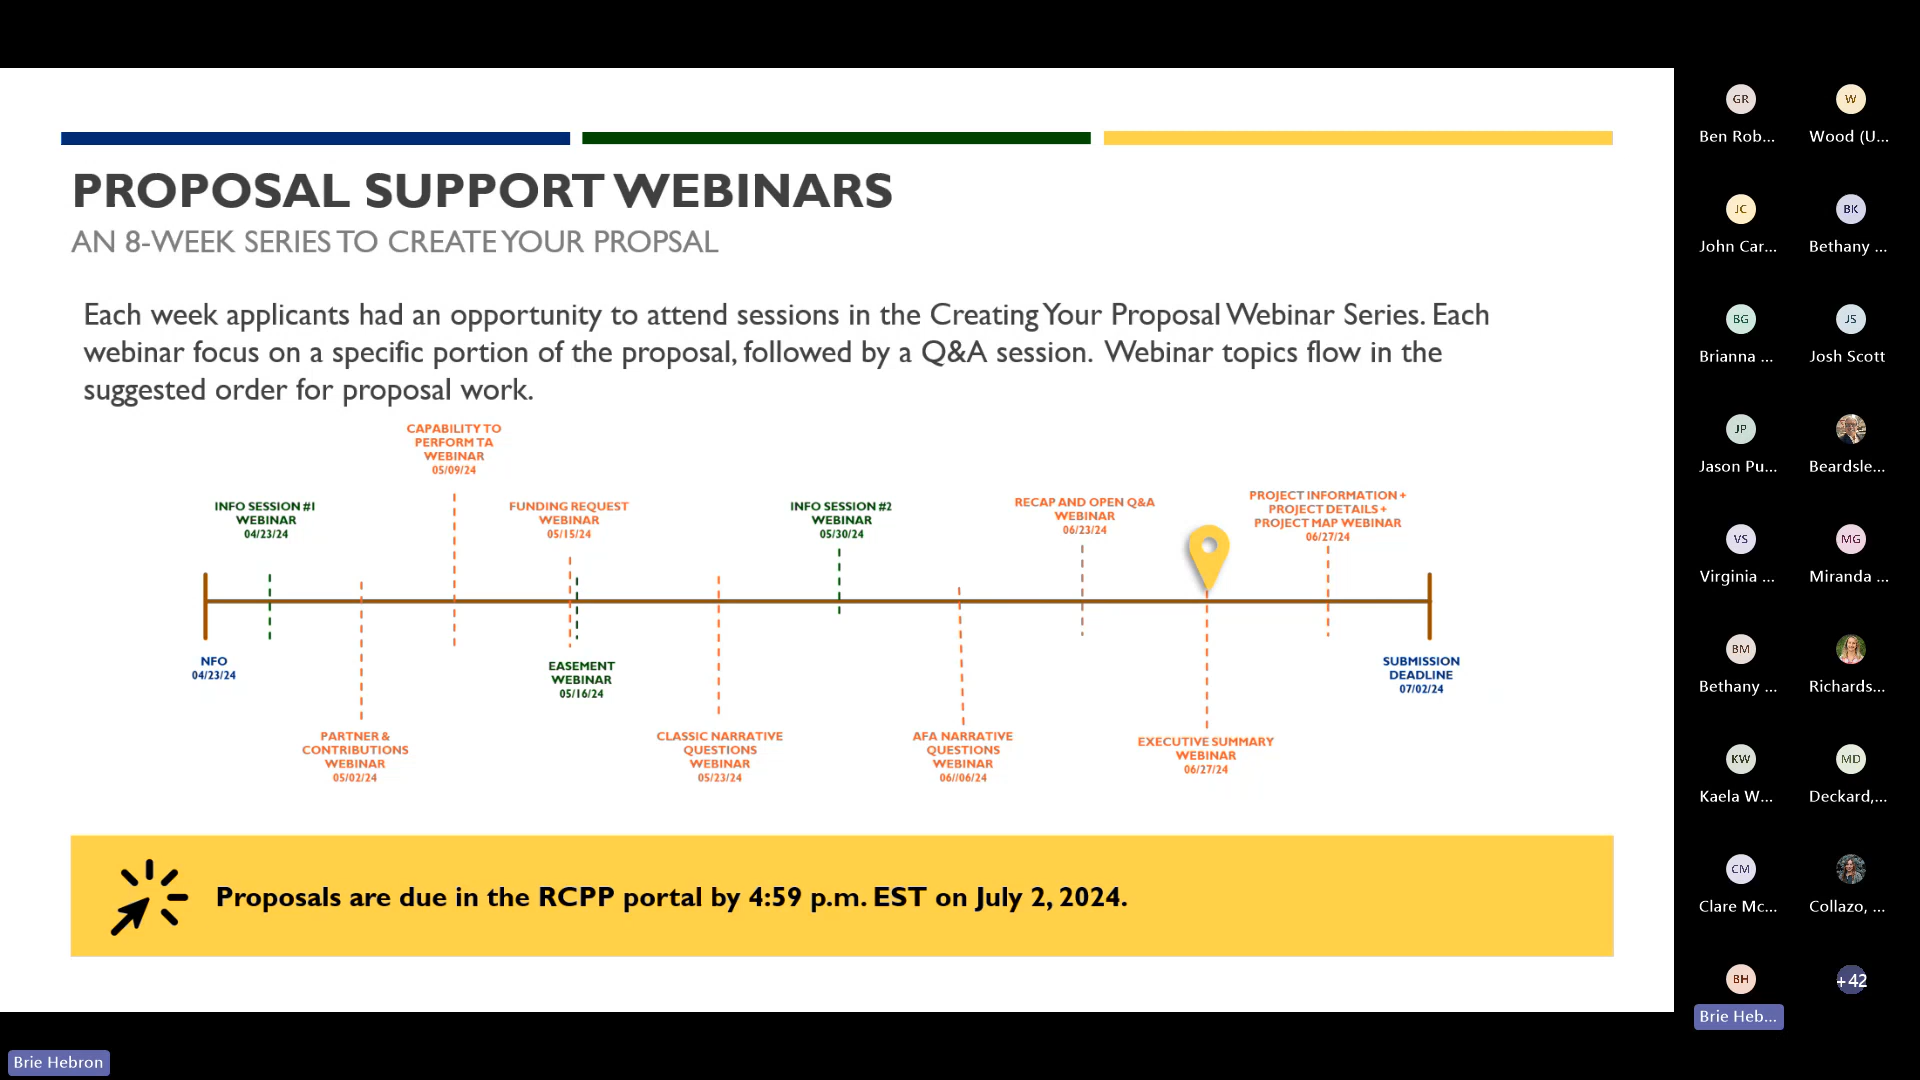 PROPOSAL SUPPORT WEBINARS
AN 8-WEEK SERIES TO CREATE YOUR PROPSAL
Each week applicants had an opportunity to attend sessions in the Creating Your Proposal Webinar Series. Each
webinar focus on a specific portion of the proposal, followed by a Q&A session. Webinar topics flow in the
suggested order for proposal work.
CAPABILITY TO
PERFORM TA
WEBINAR
05/09/24
INFO SESSION #1
WEBINAR
04/23/24
FUNDING REQUEST
WEBINAR
05/15/24
INFO SESSION #2
WEBINAR
05/30/24
RECAP AND OPEN Q&A
WEBINAR
06/23/24
PROJECT INFORMATION +
PROJECT DETAILS +
PROJECT MAP WEBINAR
06/27/24
NFO
04/23/24
EASEMENT
WEBINAR
05/16/24
SUBMISSION
DEADLINE
07/02/24
PARTNER &
CONTRIBUTIONS
WEBINAR
05/02/24
CLASSIC NARRATIVE
QUESTIONS
WEBINAR
05/23/24
AFA NARRATIVE
QUESTIONS
WEBINAR
06//06/24
EXECUTIVE SUMMARY
WEBINAR
06/27/24
Proposals are due in the RCPP portal by 4:59 p.m. EST on July 2, 2024.
GR
Ben Rob...
W
Wood (U...
JC
John Car...
BK
Bethany ...
BG
Brianna ...
JS
Josh Scott
JP
Jason Pu...
Beardsle...
VS
Virginia ...
MG
Miranda ...
BM
Bethany ...
Richards...
KW
Kaela W...
MD
Deckard,...
CM
Clare Mc...
Collazo, ...
BH
Brie Heb...
+42
Brie Hebron